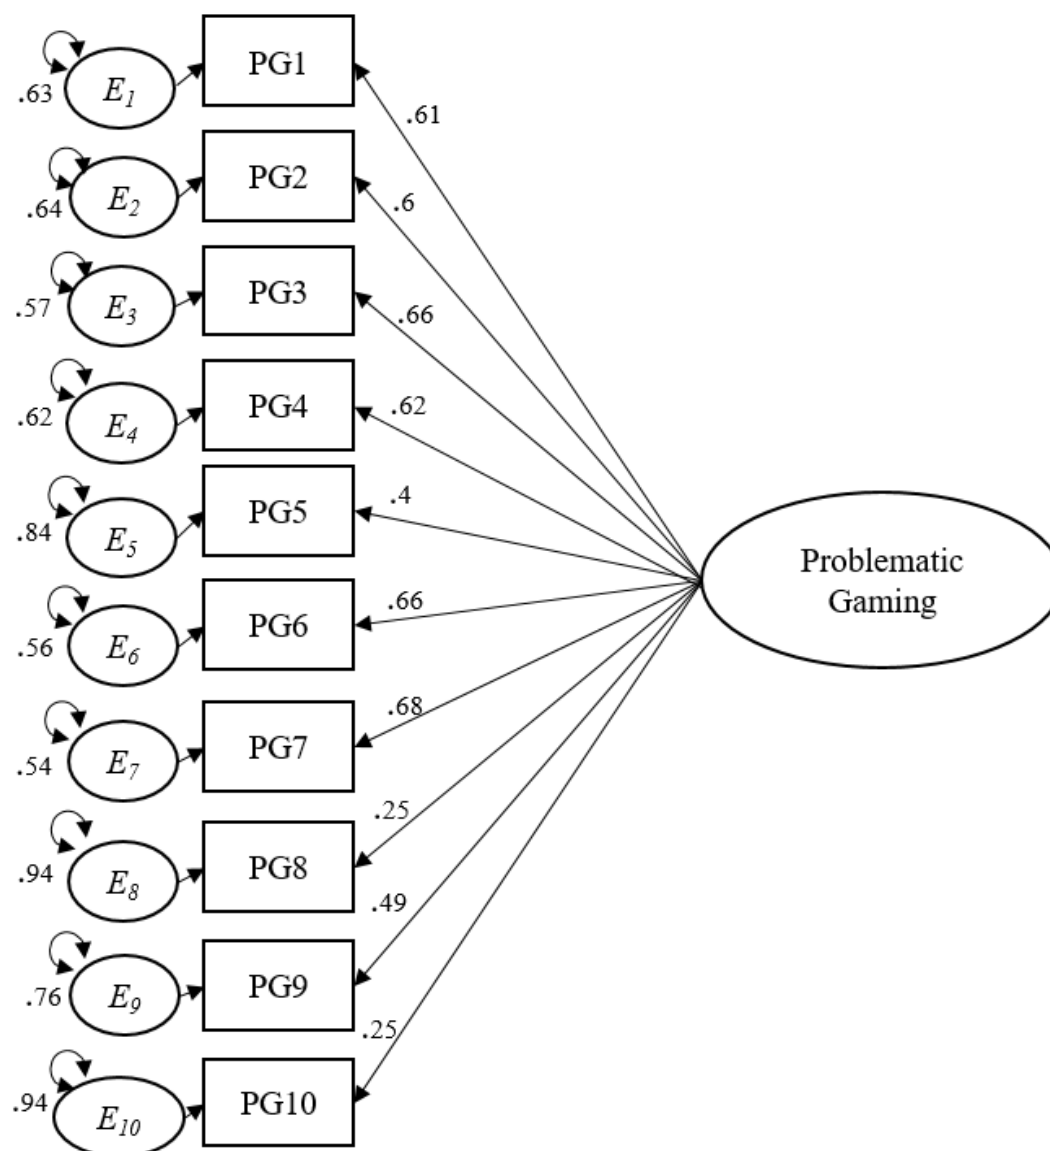 PG1
.63
E1
.61
PG2
.64
E2
.6
PG3
.57
E3
.66
PG4
.62
E4
.62
PG5
.84
E5
.4
PG6
.56
E6
.66
PG7
.54
E7
.68
PG8
.94
E8
.25
PG9
.76
E9
.49
PG10
.94
E10
.25
Problematic
Gaming